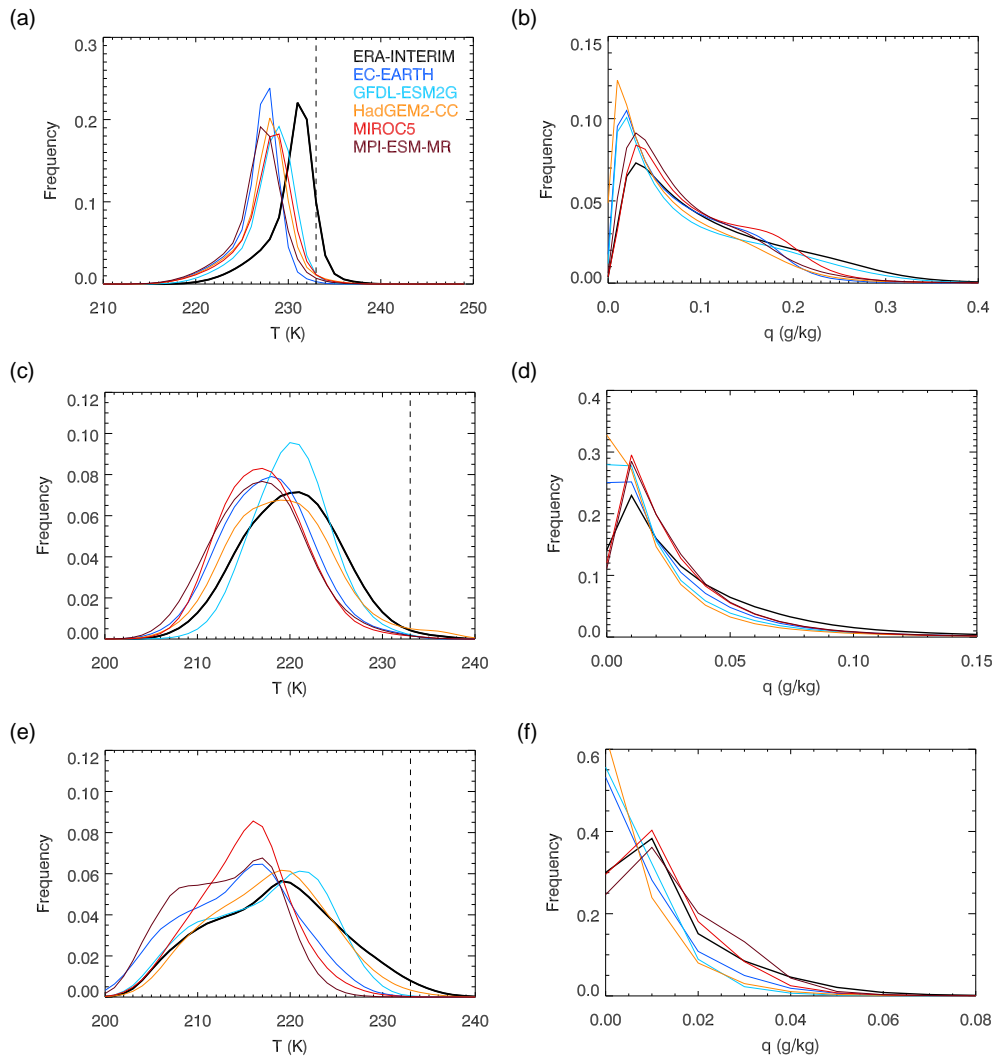 (a)
0.3
0.2
0.1
0.0
Frequency
210
220
230
240
250
T (K)
ERA-INTERIM
EC-EARTH
GFDL-ESM2G
HadGEM2-CC
MIROC5
MPI-ESM-MR
(b)
0.15
0.10
0.05
0.00
Frequency
0.0
0.1
0.2
0.3
0.4
q (g/kg)
(c)
0.12
0.10
0.08
0.06
0.04
0.02
0.00
Frequency
200
210
220
230
240
T (K)
(d)
0.4
0.3
0.2
0.1
0.0
Frequency
0.00
0.05
0.10
0.15
q (g/kg)
(e)
0.12
0.10
0.08
0.06
0.04
0.02
0.00
Frequency
200
210
220
230
240
T (K)
(f)
0.6
0.4
0.2
0.0
Frequency
0.00
0.02
0.04
0.06
0.08
q (g/kg)